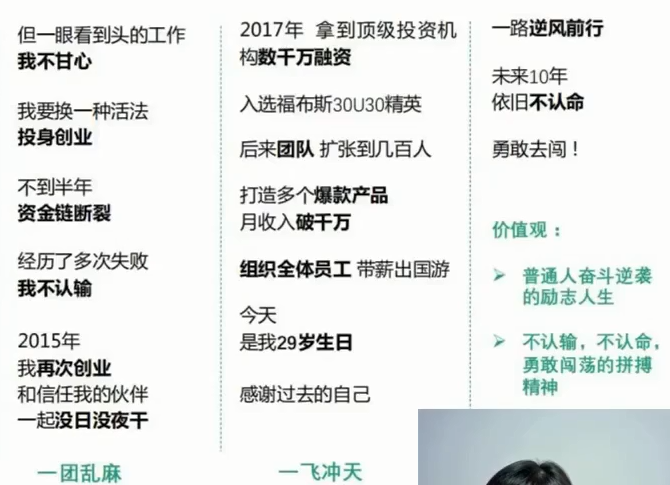 但一眼看到头的工作
我不甘心
我要换一种活法
投身创业
不到半年
资金链断裂
经历了多次失败
我不认输
2015年
我再次创业
和信任我的伙伴
一起没日没夜干
一团乱麻
2017年 拿到顶级投资机
构数千万融资
入选福布斯30U30精英
后来团队 扩张到几百人
打造多个爆款产品
月收入破千万
组织全体员工 带薪出国游
今天
是我29岁生日
感谢过去的自己
一飞冲天
一路逆风前行
未来10年
依旧不认命
勇敢去闯！
价值观：
➢ 普通人奋斗逆袭
的励志人生
➢ 不认输，不认命，
勇敢闯荡的拼搏
精神